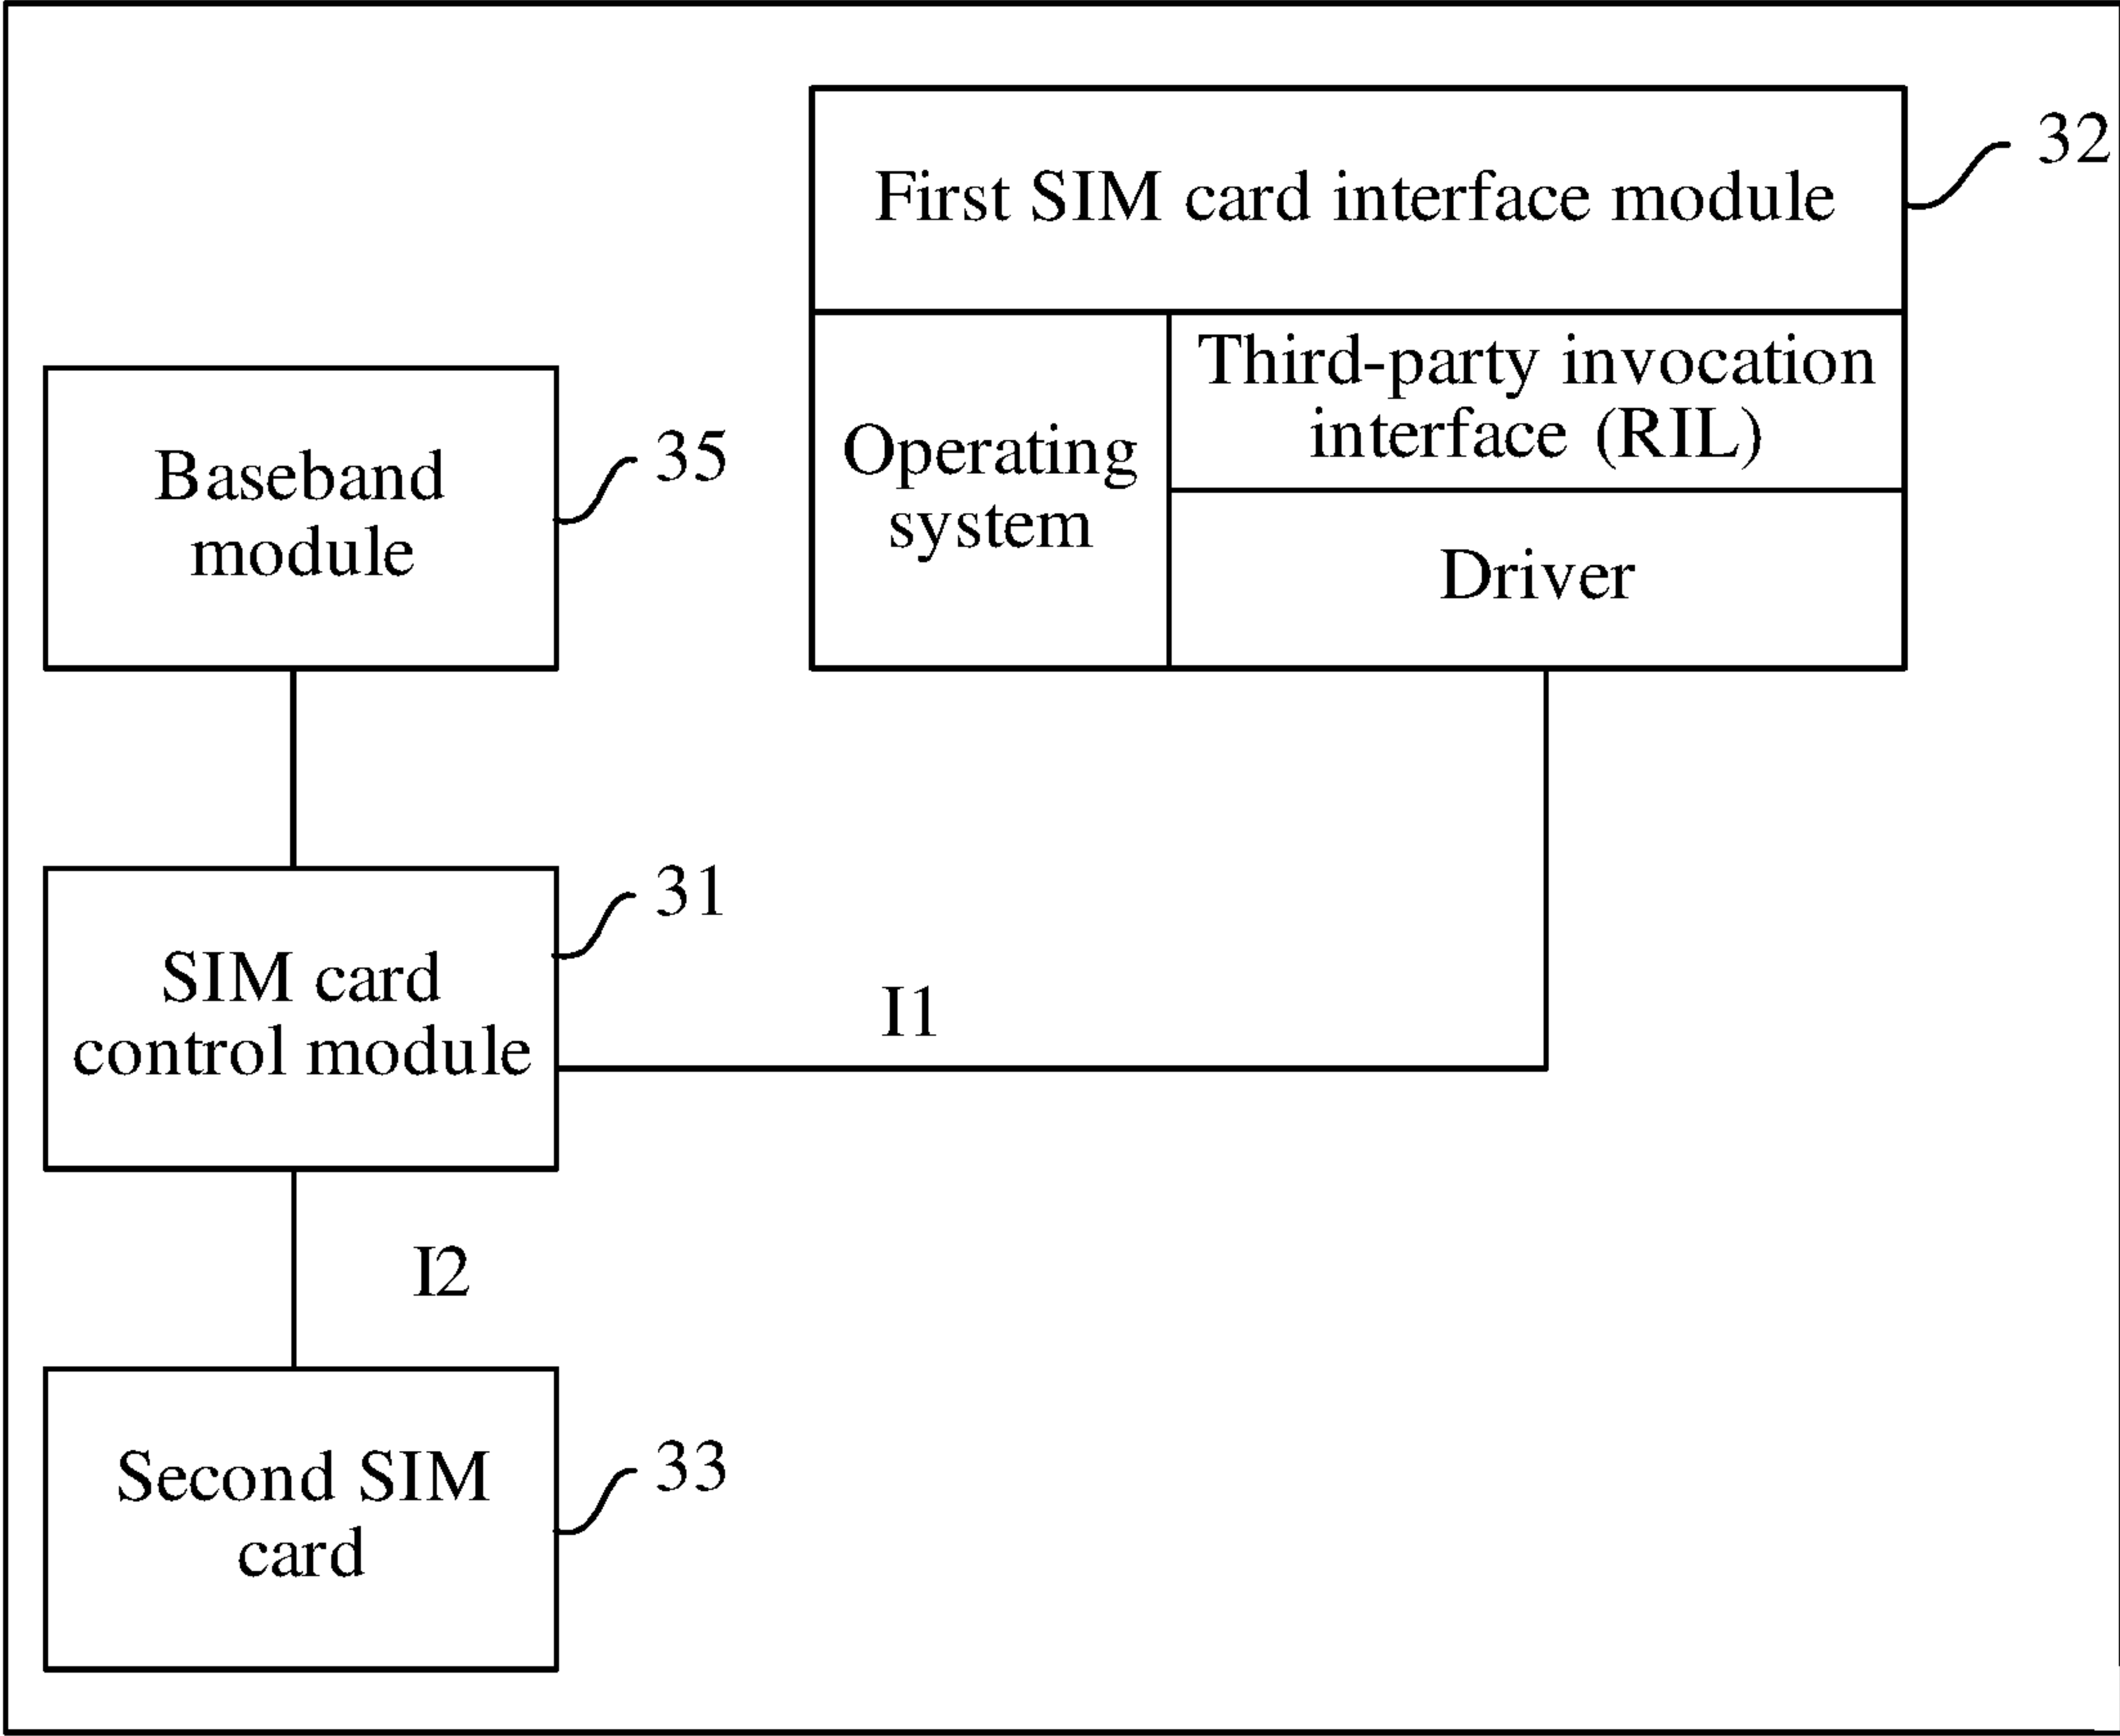 First SIM card interface module
32
Third-party invocation
interface (RIL)
Operating
system
Driver
Baseband
module
35
SIM card
control module
31
I1
I2
Second SIM
card
33